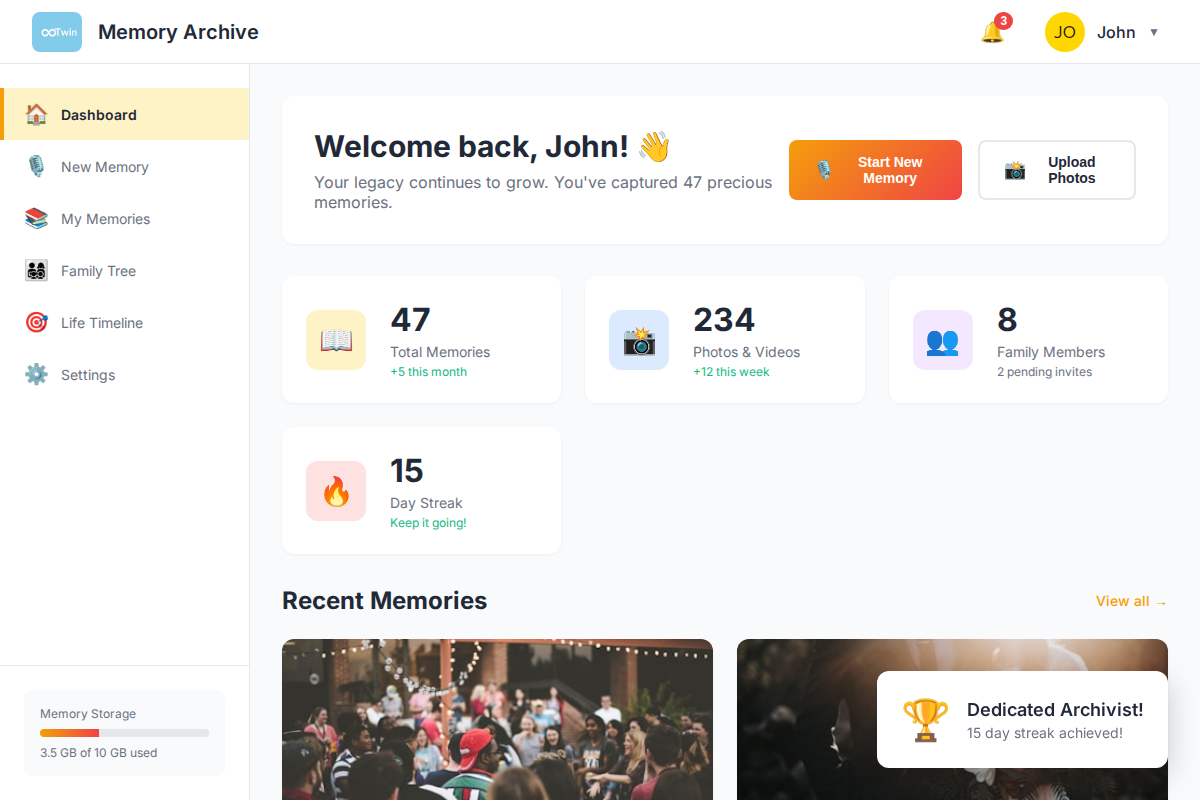 Twin
Memory Archive
3
JO
John
Dashboard
New Memory
My Memories
Family Tree
Life Timeline
Settings
Memory Storage
3.5 GB of 10 GB used
Welcome back, John!
Your legacy continues to grow. You've captured 47 precious
memories.
Start New
Memory
Upload
Photos
47
Total Memories
+5 this month
234
Photos & Videos
+12 this week
8
Family Members
2 pending invites
15
Day Streak
Keep it going!
Recent Memories
View all →
Dedicated Archivist!
15 day streak achieved!